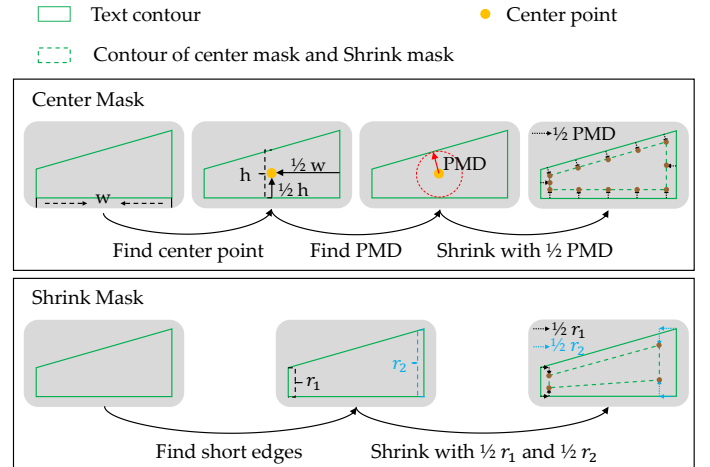 Text contour
Center point
Contour of center mask and Shrink mask
Center Mask
w
h
½ w
½ h
PMD
½ PMD
Find center point
Find PMD
Shrink with ½ PMD
Shrink Mask
r₁
r₂
½ r₁
½ r₂
Find short edges
Shrink with ½ r₁ and ½ r₂